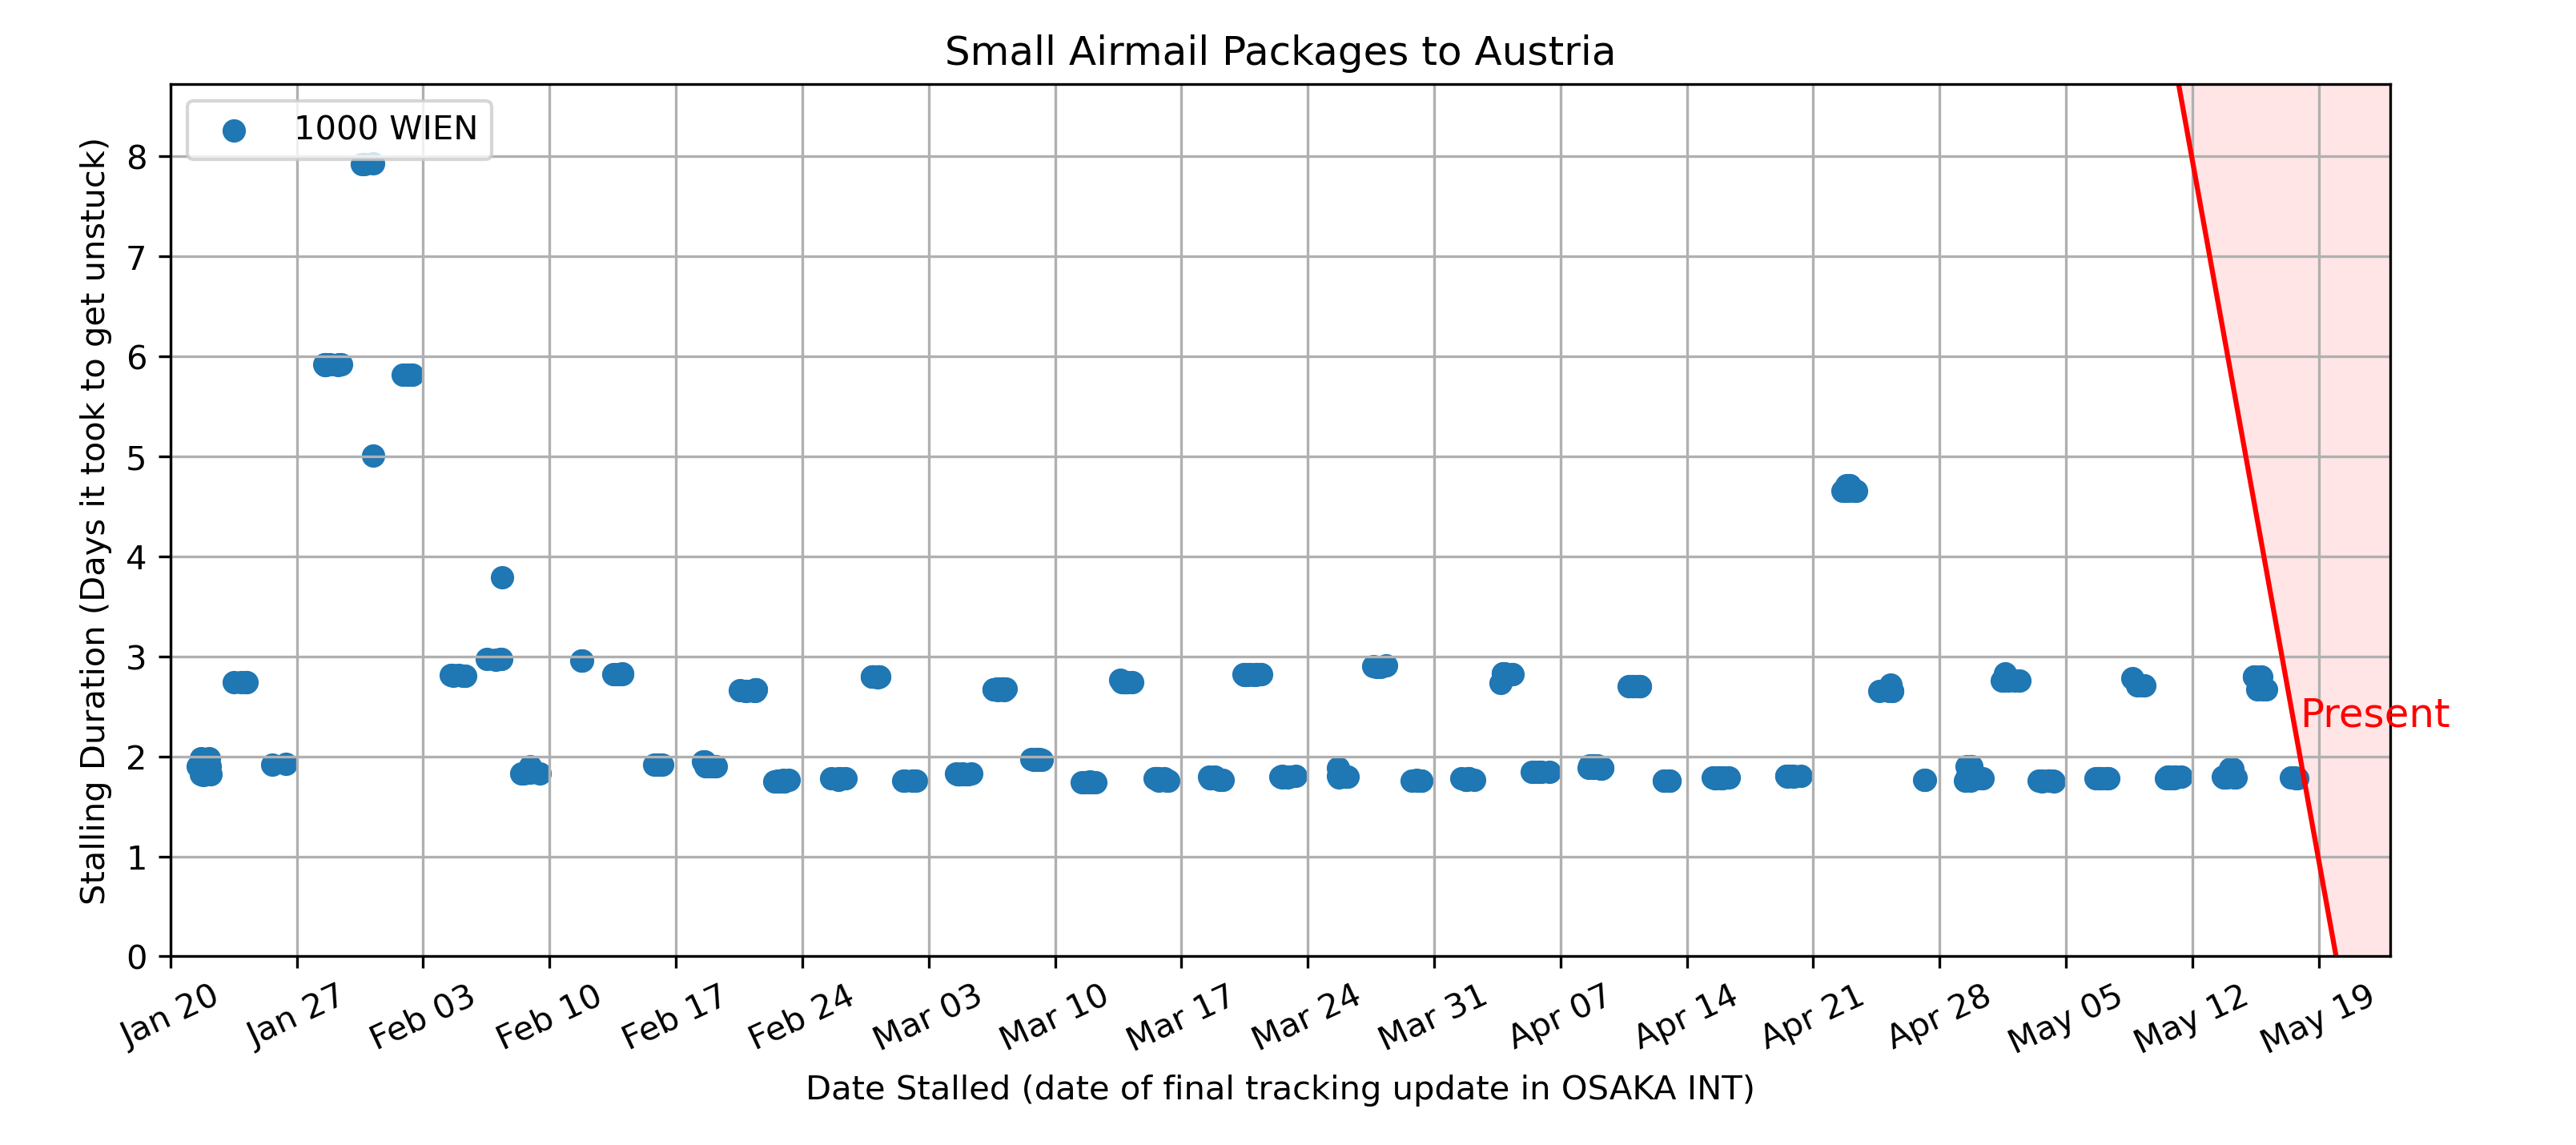 Small Airmail Packages to Austria
1000 WIEN
Stalling Duration (Days it took to get unstuck)
8
7
6
5
4
3
2
1
0
Present
Jan 20
Jan 27
Feb 03
Feb 10
Feb 17
Feb 24
Mar 03
Mar 10
Mar 17
Mar 24
Mar 31
Apr 07
Apr 14
Apr 21
Apr 28
May 05
May 12
May 19
Date Stalled (date of final tracking update in OSAKA INT)